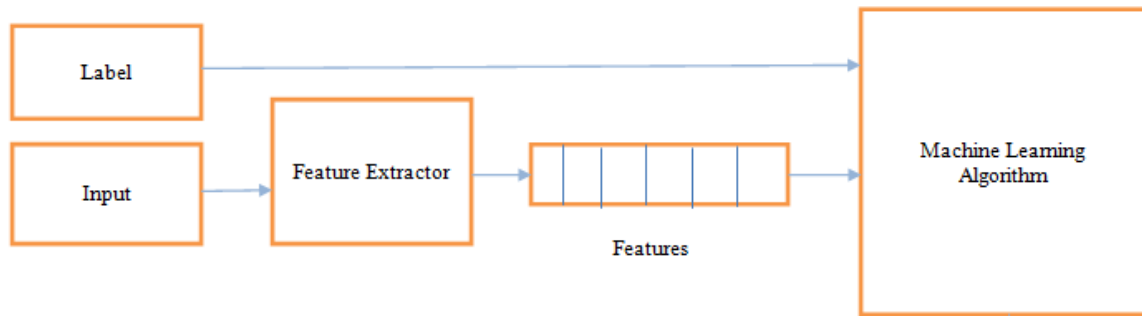 Label
Input
Feature Extractor
Features
Machine Learning
Algorithm